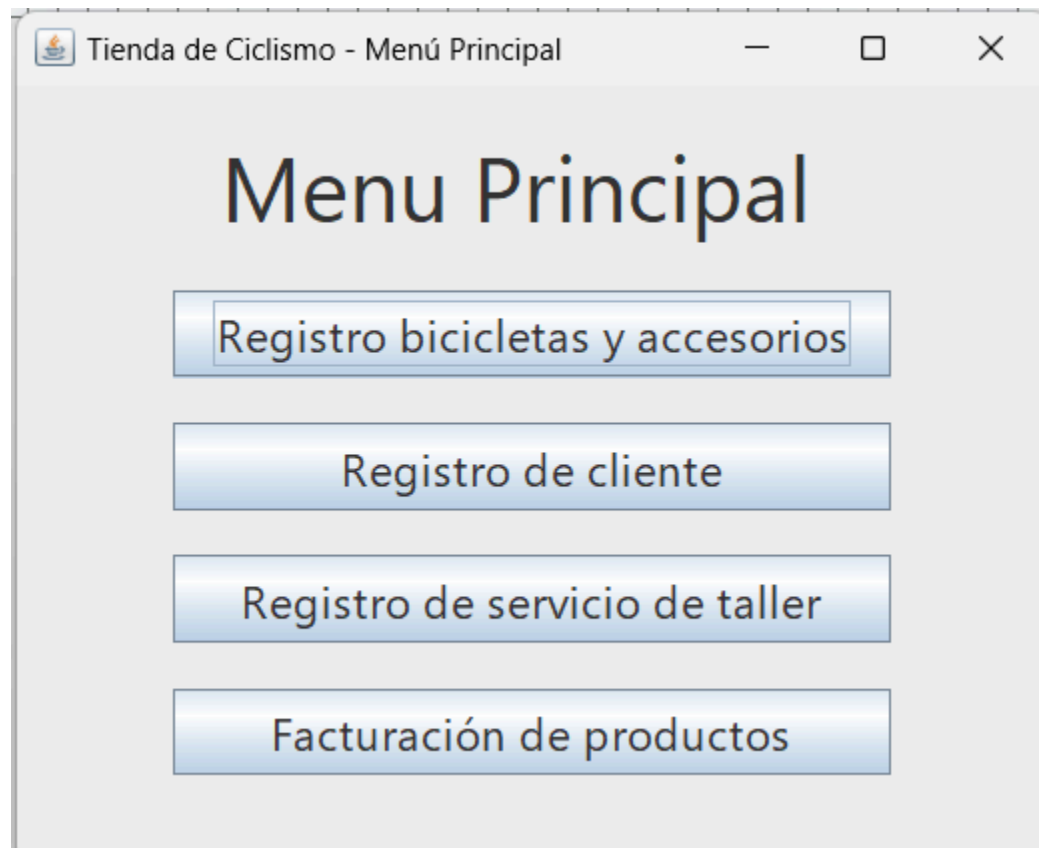 Tienda de Ciclismo - Menú Principal
Menu Principal
Registro bicicletas y accesorios
Registro de cliente
Registro de servicio de taller
Facturación de productos